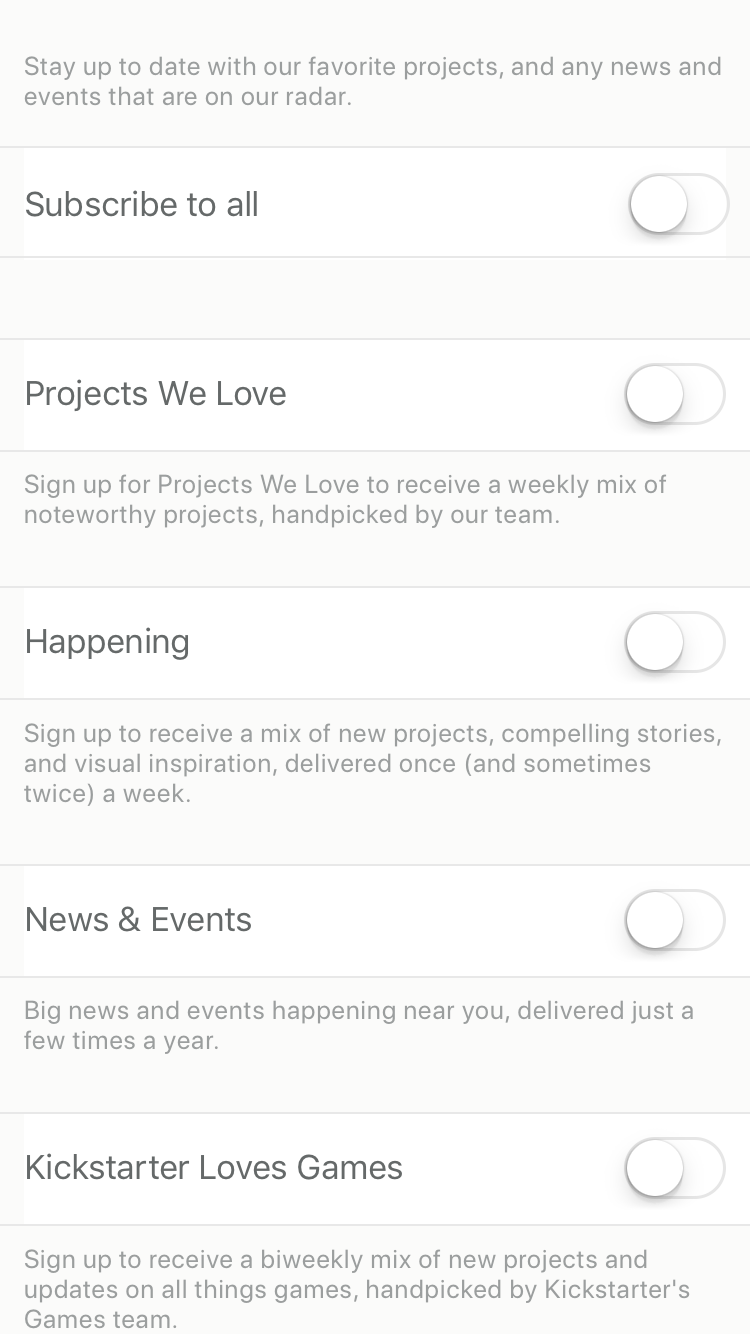 Stay up to date with our favorite projects, and any news and
events that are on our radar.
Subscribe to all
Projects We Love
Sign up for Projects We Love to receive a weekly mix of
noteworthy projects, handpicked by our team.
Happening
Sign up to receive a mix of new projects, compelling stories,
and visual inspiration, delivered once (and sometimes
twice) a week.
News & Events
Big news and events happening near you, delivered just a
few times a year.
Kickstarter Loves Games
Sign up to receive a biweekly mix of new projects and
updates on all things games, handpicked by Kickstarter's
Games team.